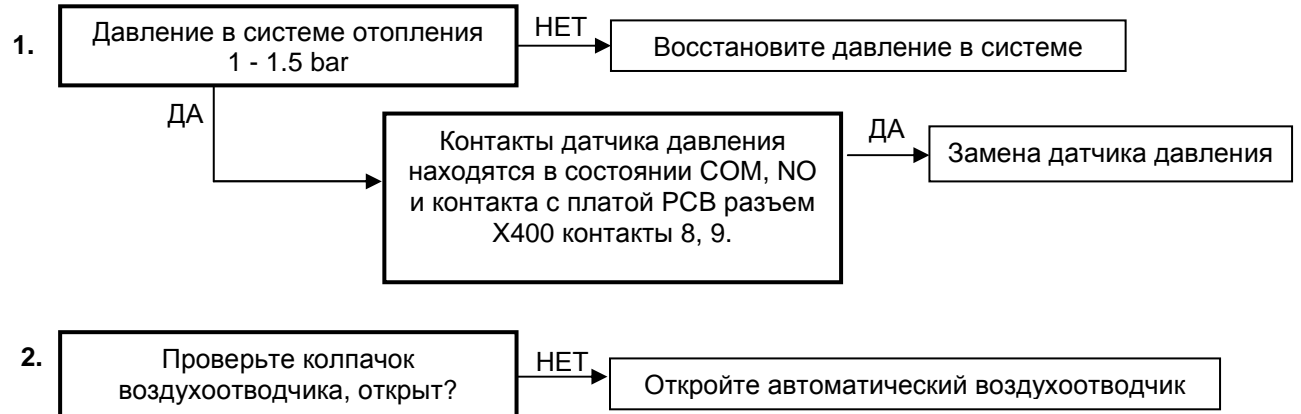 1.
Давление в системе отопления
1 - 1.5 bar
НЕТ
Восстановите давление в системе
ДА
Контакты датчика давления
находятся в состоянии COM, NO
и контакта с платой PCB разъем
X400 контакты 8, 9.
ДА
Замена датчика давления
2.
Проверьте колпачок
воздухоотводчика, открыт?
НЕТ
Откройте автоматический воздухоотводчик